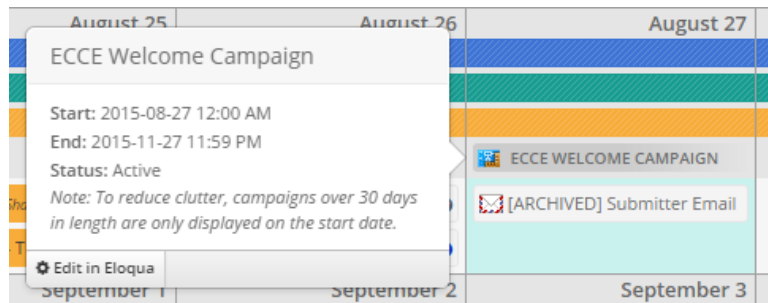 August 25
August 26
August 27
ECCE Welcome Campaign
Start: 2015-08-27 12:00 AM
End: 2015-11-27 11:59 PM
Status: Active
Note: To reduce clutter, campaigns over 30 days
in length are only displayed on the start date.
Edit in Eloqua
ECCE WELCOME CAMPAIGN
[ARCHIVED] Submitter Email
September 1
September 2
September 3